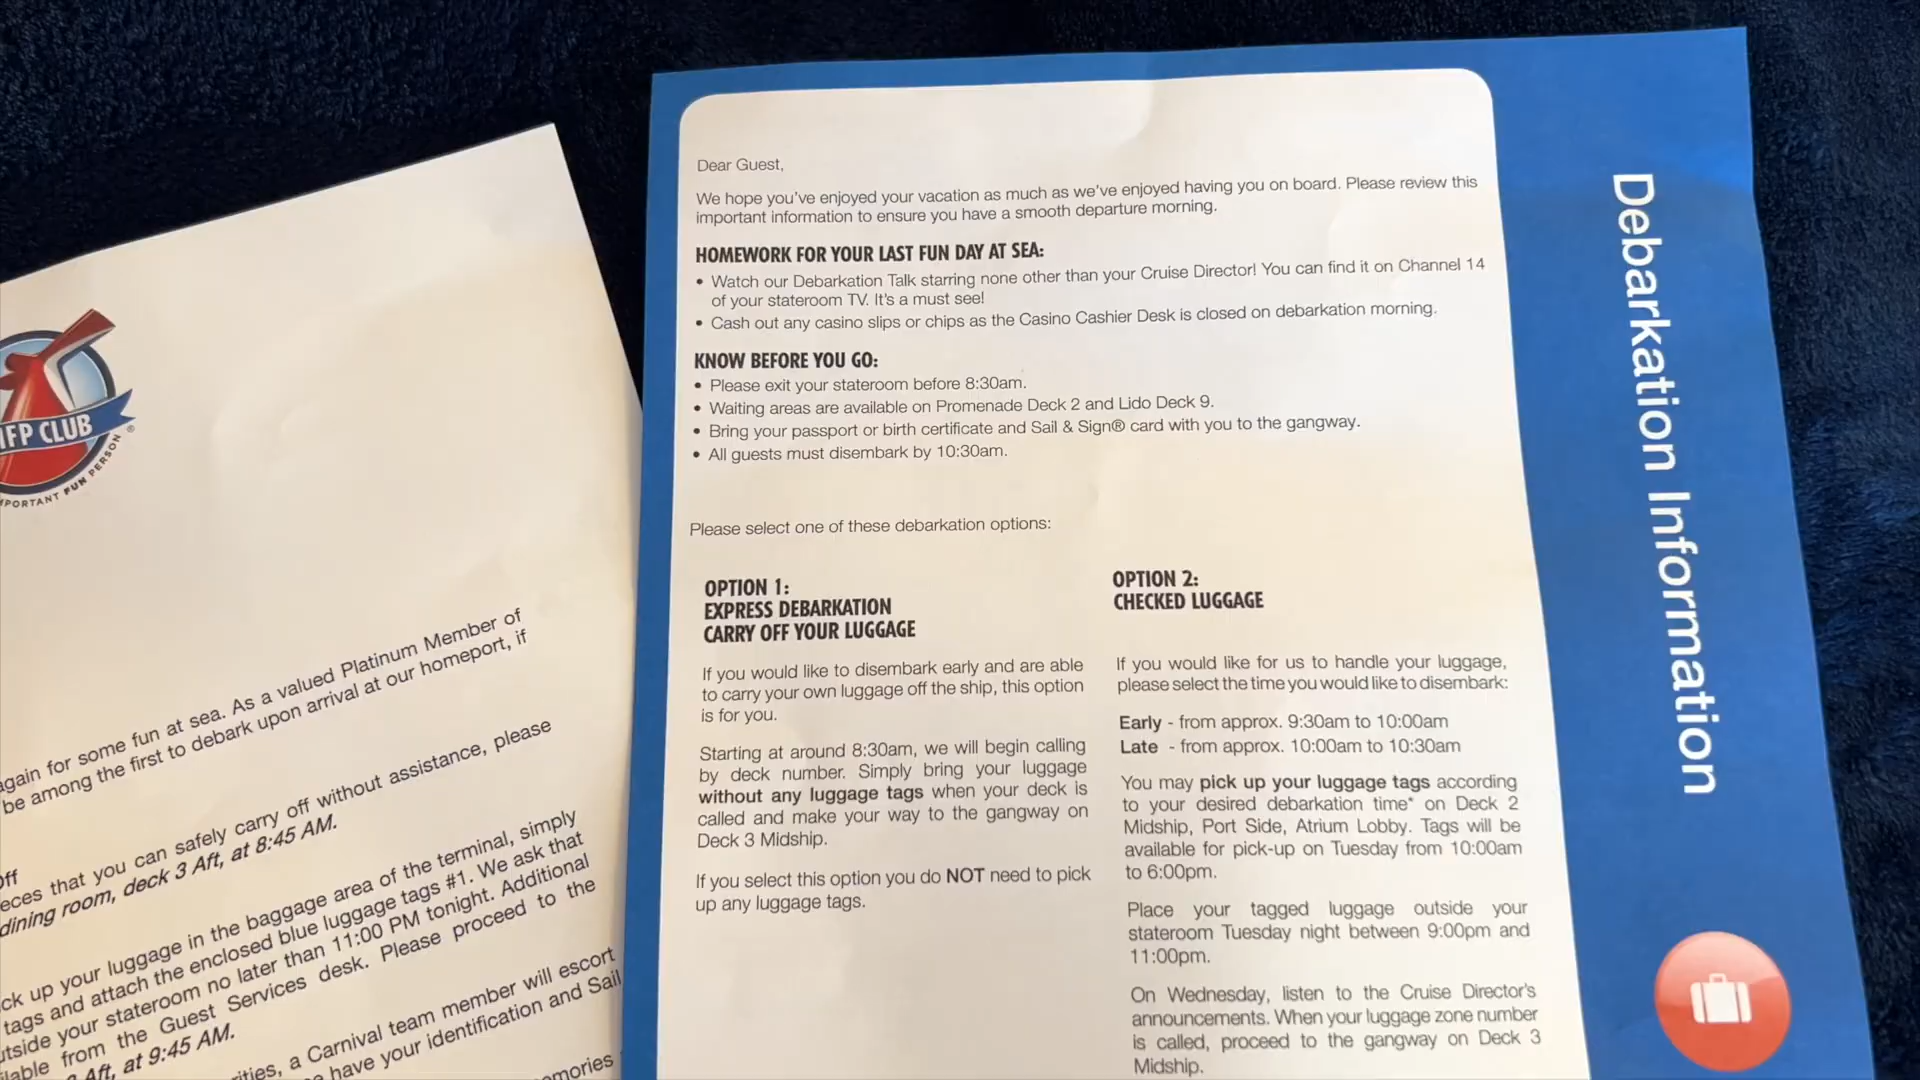 IFP CLUB
PORTANT FUN PERSON
®
again for some fun at sea. As a valued Platinum Member of
be among the first to debark upon arrival at our homeport, if
eces that you can safely carry off without assistance, please
dining room, deck 3 Aft, at 8:45 AM.
ck up your luggage in the baggage area of the terminal, simply
tags and attach the enclosed blue luggage tags #1. We ask that
utside your stateroom no later than 11:00 PM tonight. Additional
ilable from the Guest Services desk. Please proceed to the
Aft, at 9:45 AM.
rities, a Carnival team member will escort
have your identification and Sail
emories
Dear Guest,
We hope you've enjoyed your vacation as much as we've enjoyed having you on board. Please review this
important information to ensure you have a smooth departure morning.
HOMEWORK FOR YOUR LAST FUN DAY AT SEA:
• Watch our Debarkation Talk starring none other than your Cruise Director! You can find it on Channel 14
of your stateroom TV. It's a must see!
• Cash out any casino slips or chips as the Casino Cashier Desk is closed on debarkation morning.
KNOW BEFORE YOU GO:
• Please exit your stateroom before 8:30am.
• Waiting areas are available on Promenade Deck 2 and Lido Deck 9.
• Bring your passport or birth certificate and Sail & Sign® card with you to the gangway.
• All guests must disembark by 10:30am.
Please select one of these debarkation options:
OPTION 1:
EXPRESS DEBARKATION
CARRY OFF YOUR LUGGAGE
If you would like to disembark early and are able
to carry your own luggage off the ship, this option
is for you.
Starting at around 8:30am, we will begin calling
by deck number. Simply bring your luggage
without any luggage tags when your deck is
called and make your way to the gangway on
Deck 3 Midship.
If you select this option you do NOT need to pick
up any luggage tags.
OPTION 2:
CHECKED LUGGAGE
If you would like for us to handle your luggage,
please select the time you would like to disembark:
Early - from approx. 9:30am to 10:00am
Late - from approx. 10:00am to 10:30am
You may pick up your luggage tags according
to your desired debarkation time* on Deck 2
Midship, Port Side, Atrium Lobby. Tags will be
available for pick-up on Tuesday from 10:00am
to 6:00pm.
Place your tagged luggage outside your
stateroom Tuesday night between 9:00pm and
11:00pm.
On Wednesday, listen to the Cruise Director's
announcements. When your luggage zone number
is called, proceed to the gangway on Deck 3
Midship.
Debarkation Information